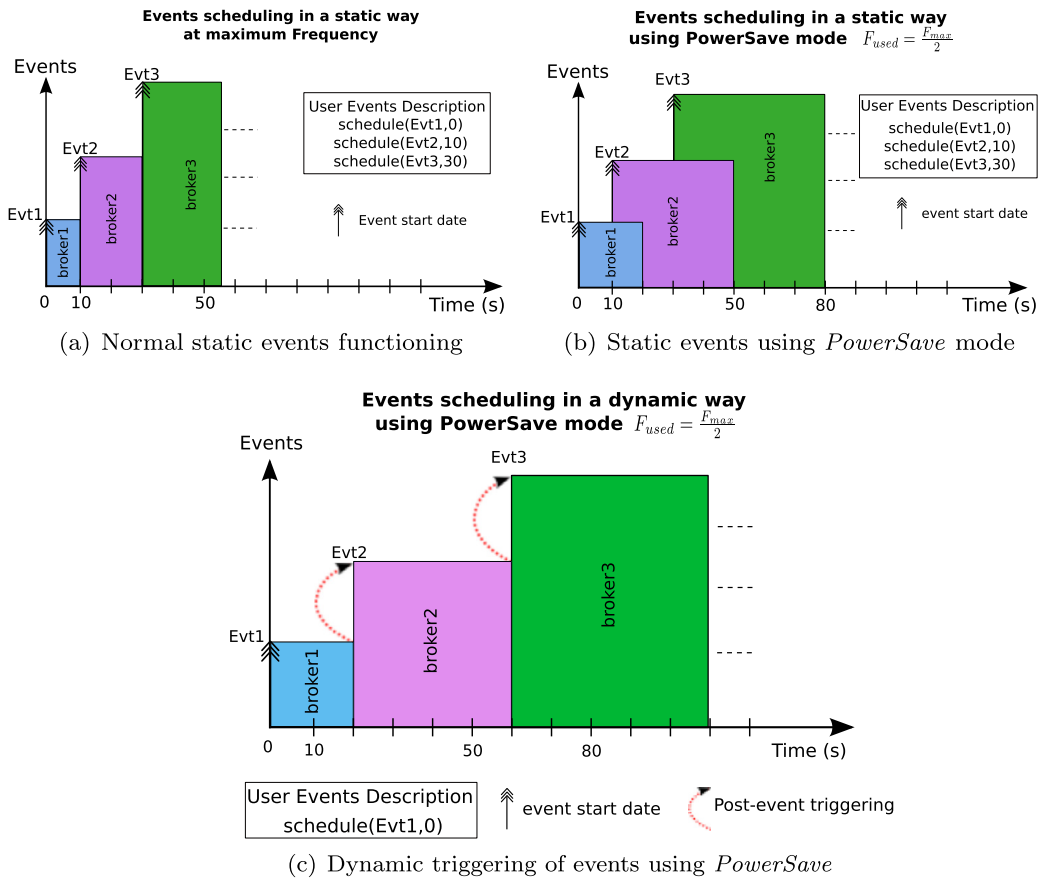 Events scheduling in a static way
at maximum Frequency
Events
Evt3
Evt2
Evt1
broker1
broker2
broker3
User Events Description
schedule(Evt1,0)
schedule(Evt2,10)
schedule(Evt3,30)
Event start date
0 10 50
Time (s)
(a) Normal static events functioning
Events scheduling in a static way
using PowerSave mode F_used = F_max/2
Events
Evt3
Evt2
Evt1
broker1
broker2
broker3
User Events Description
schedule(Evt1,0)
schedule(Evt2,10)
schedule(Evt3,30)
event start date
0 10 50 80
Time (s)
(b) Static events using PowerSave mode
Events scheduling in a dynamic way
using PowerSave mode F_used = F_max/2
Events
Evt3
Evt2
Evt1
broker1
broker2
broker3
0 10 50 80
Time (s)
User Events Description
schedule(Evt1,0)
event start date
Post-event triggering
(c) Dynamic triggering of events using PowerSave